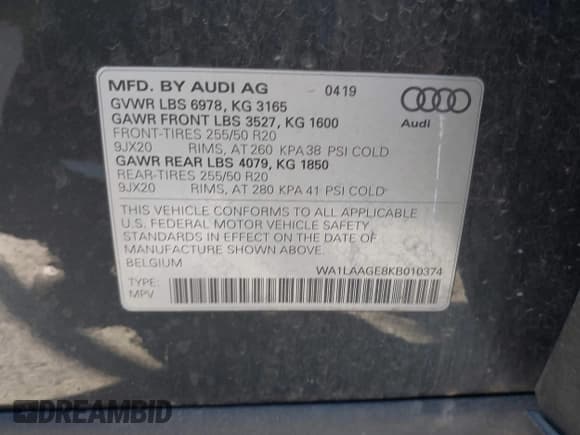 MFD. BY AUDI AG 0419
GVWR LBS 6978, KG 3165
GAWR FRONT LBS 3527, KG 1600
FRONT-TIRES 255/50 R20
9JX20 RIMS, AT 260 KPA 38 PSI COLD
GAWR REAR LBS 4079, KG 1850
REAR-TIRES 255/50 R20
9JX20 RIMS, AT 280 KPA 41 PSI COLD
Audi
THIS VEHICLE CONFORMS TO ALL APPLICABLE
U.S. FEDERAL MOTOR VEHICLE SAFETY
STANDARDS IN EFFECT ON THE DATE OF
MANUFACTURE SHOWN ABOVE.
BELGIUM WA1LAAGE8KB010374
TYPE:
MPV
DREAMBID